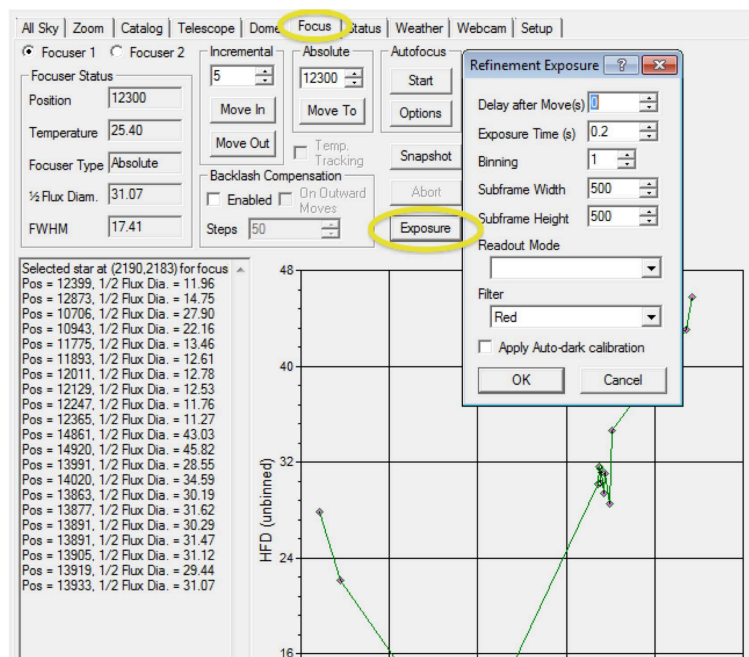 All Sky Zoom Catalog Telescope Dome Focus Status Weather Webcam Setup
Focuser 1 Focuser 2
Focuser Status
Position 12300
Temperature 25.40
Focuser Type Absolute
½ Flux Diam. 31.07
FWHM 17.41
Incremental
5
Move In
Move Out
Absolute
12300
Move To
Temp. Tracking
Backlash Compensation
Enabled On Outward Moves
Steps 50
Autofocus
Start
Options
Snapshot
Abort
Exposure
Refinement Exposure ?
Delay after Move(s) 0
Exposure Time (s) 0.2
Binning 1
Subframe Width 500
Subframe Height 500
Readout Mode
Filter
Red
Apply Auto-dark calibration
OK Cancel
Selected star at (2190,2183) for focus
Pos = 12399, 1/2 Flux Dia. = 11.96
Pos = 12873, 1/2 Flux Dia. = 14.75
Pos = 10706, 1/2 Flux Dia. = 27.90
Pos = 10943, 1/2 Flux Dia. = 22.16
Pos = 11775, 1/2 Flux Dia. = 13.46
Pos = 11893, 1/2 Flux Dia. = 12.61
Pos = 12011, 1/2 Flux Dia. = 12.78
Pos = 12129, 1/2 Flux Dia. = 12.53
Pos = 12247, 1/2 Flux Dia. = 11.76
Pos = 12365, 1/2 Flux Dia. = 11.27
Pos = 14861, 1/2 Flux Dia. = 43.03
Pos = 14920, 1/2 Flux Dia. = 45.82
Pos = 13991, 1/2 Flux Dia. = 28.55
Pos = 14020, 1/2 Flux Dia. = 34.59
Pos = 13863, 1/2 Flux Dia. = 30.19
Pos = 13877, 1/2 Flux Dia. = 31.62
Pos = 13891, 1/2 Flux Dia. = 30.29
Pos = 13891, 1/2 Flux Dia. = 31.47
Pos = 13905, 1/2 Flux Dia. = 31.12
Pos = 13919, 1/2 Flux Dia. = 29.44
Pos = 13933, 1/2 Flux Dia. = 31.07
HFD (unbinned)
48
40
32
24
16